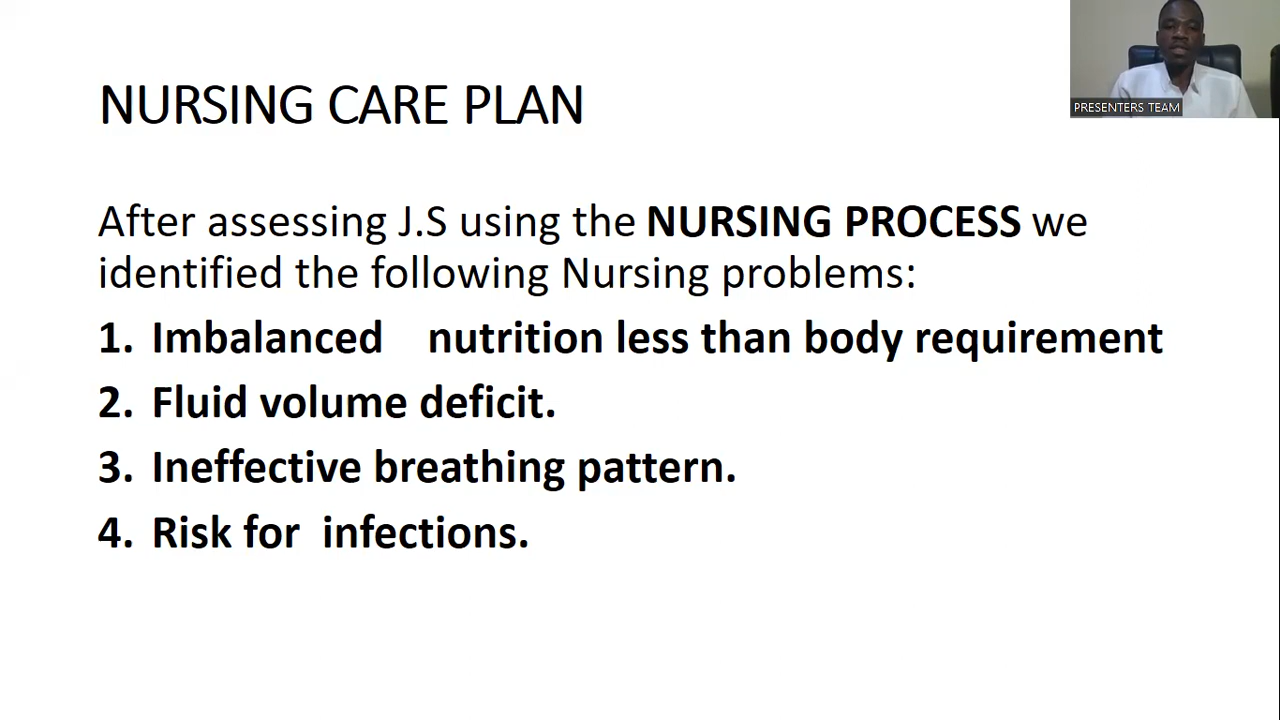 PRESENTERS TEAM
NURSING CARE PLAN
After assessing J.S using the NURSING PROCESS we
identified the following Nursing problems:
1. Imbalanced nutrition less than body requirement
2. Fluid volume deficit.
3. Ineffective breathing pattern.
4. Risk for infections.